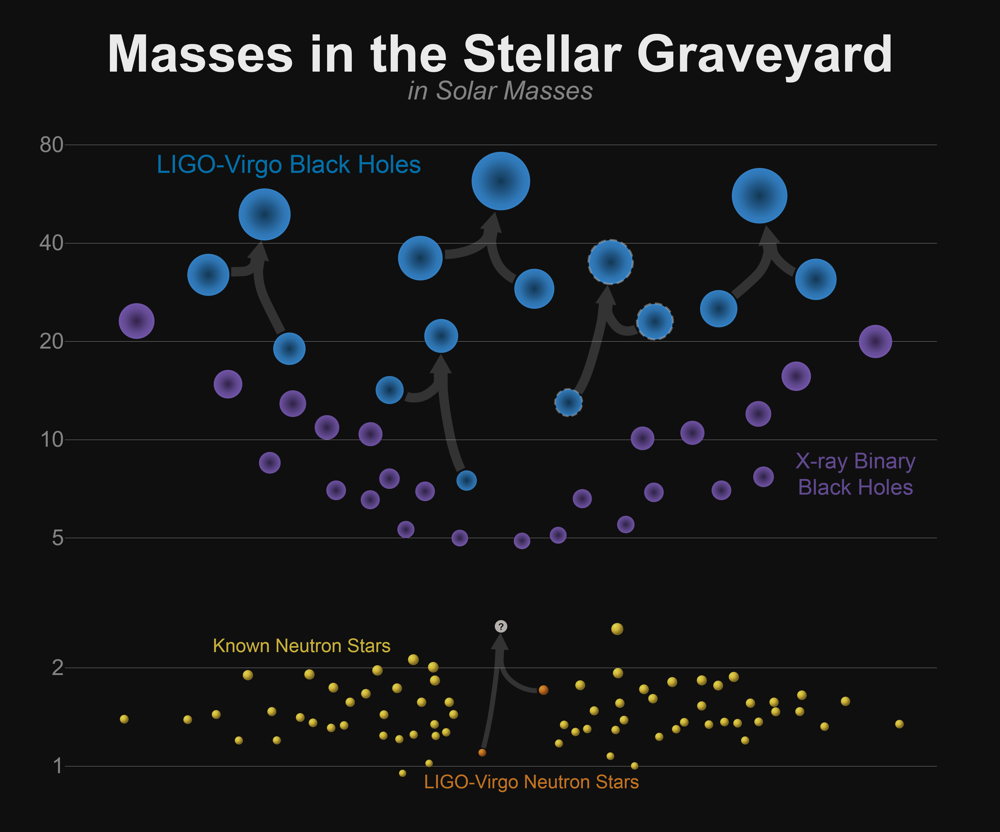 Masses in the Stellar Graveyard
in Solar Masses
80
LIGO-Virgo Black Holes
40
20
10
X-ray Binary
Black Holes
5
?
Known Neutron Stars
2
1
LIGO-Virgo Neutron Stars